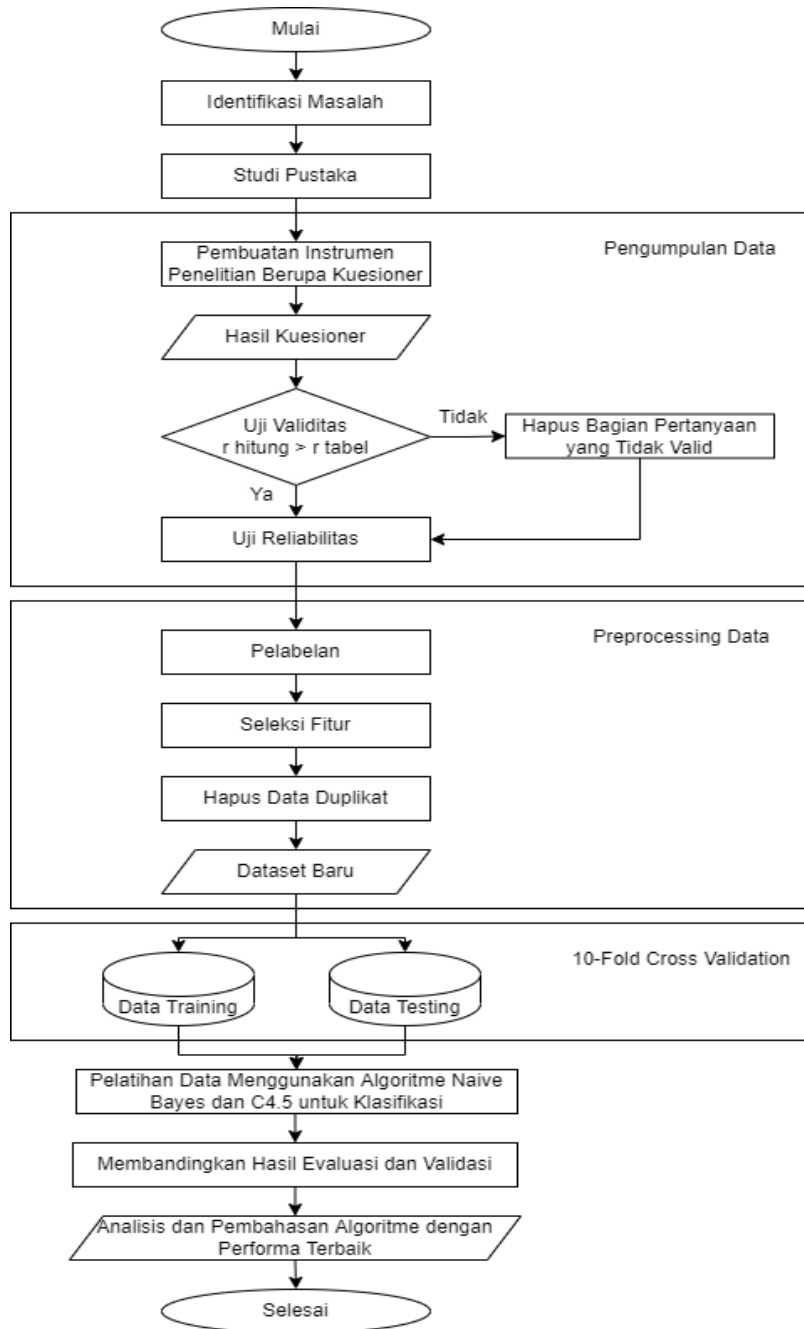 Mulai
Identifikasi Masalah
Studi Pustaka
Pengumpulan Data
Pembuatan Instrumen
Penelitian Berupa Kuesioner
Hasil Kuesioner
Uji Validitas
r hitung > r tabel
Tidak
Hapus Bagian Pertanyaan
yang Tidak Valid
Ya
Uji Reliabilitas
Preprocessing Data
Pelabelan
Seleksi Fitur
Hapus Data Duplikat
Dataset Baru
10-Fold Cross Validation
Data Training
Data Testing
Pelatihan Data Menggunakan Algoritme Naive
Bayes dan C4.5 untuk Klasifikasi
Membandingkan Hasil Evaluasi dan Validasi
Analisis dan Pembahasan Algoritme dengan
Performa Terbaik
Selesai